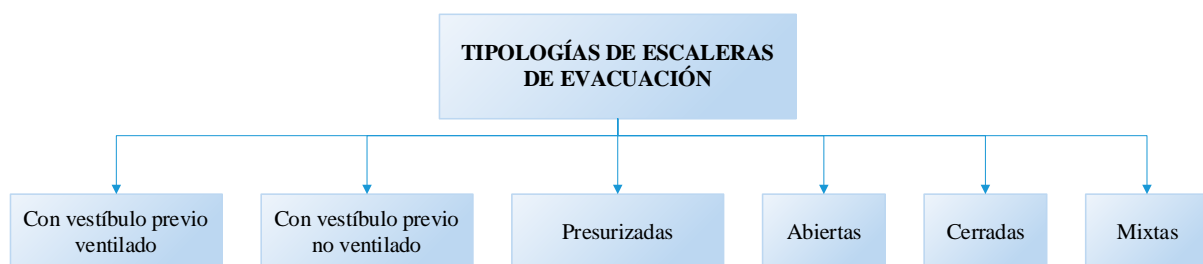 TIPOLOGÍAS DE ESCALERAS
DE EVACUACIÓN
Con vestíbulo previo
ventilado
Con vestíbulo previo
no ventilado
Presurizadas
Abiertas
Cerradas
Mixtas